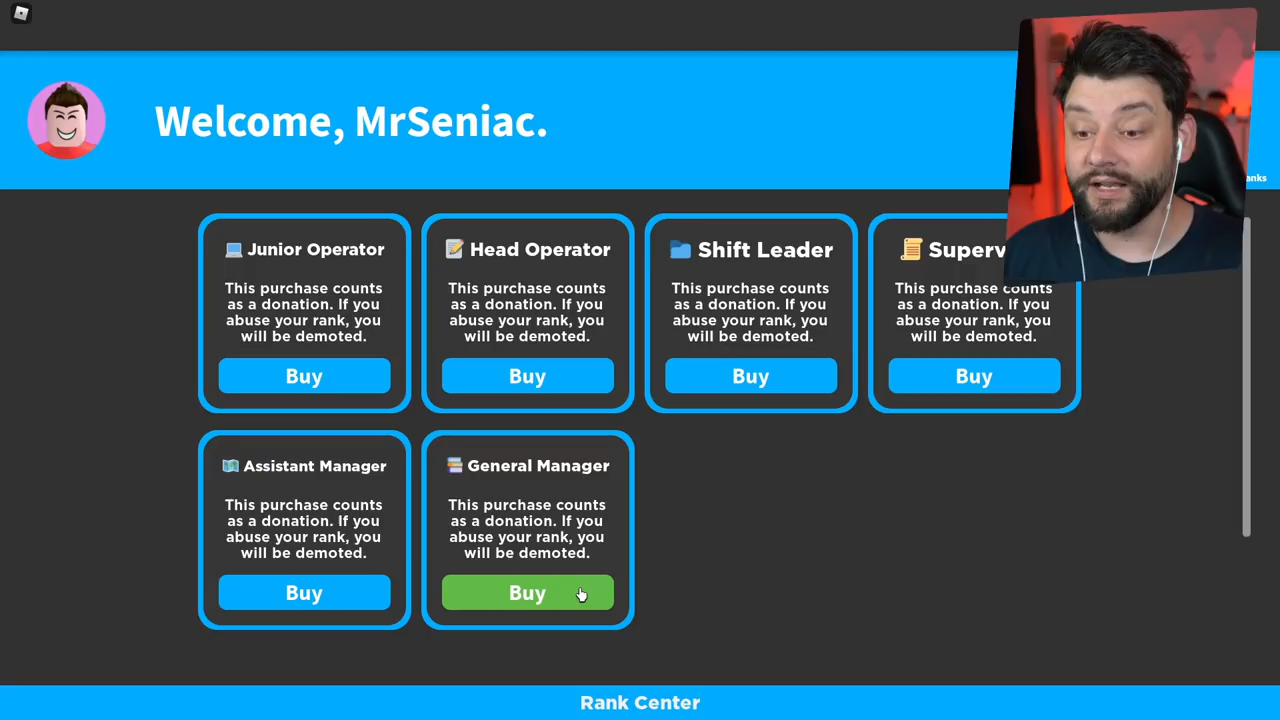 Welcome, MrSeniac.
anks
Junior Operator
This purchase counts
as a donation. If you
abuse your rank, you
will be demoted.
Buy
Head Operator
This purchase counts
as a donation. If you
abuse your rank, you
will be demoted.
Buy
Shift Leader
This purchase counts
as a donation. If you
abuse your rank, you
will be demoted.
Buy
Superv
This purchase counts
as a donation. If you
abuse your rank, you
will be demoted.
Buy
Assistant Manager
This purchase counts
as a donation. If you
abuse your rank, you
will be demoted.
Buy
General Manager
This purchase counts
as a donation. If you
abuse your rank, you
will be demoted.
Buy
Rank Center